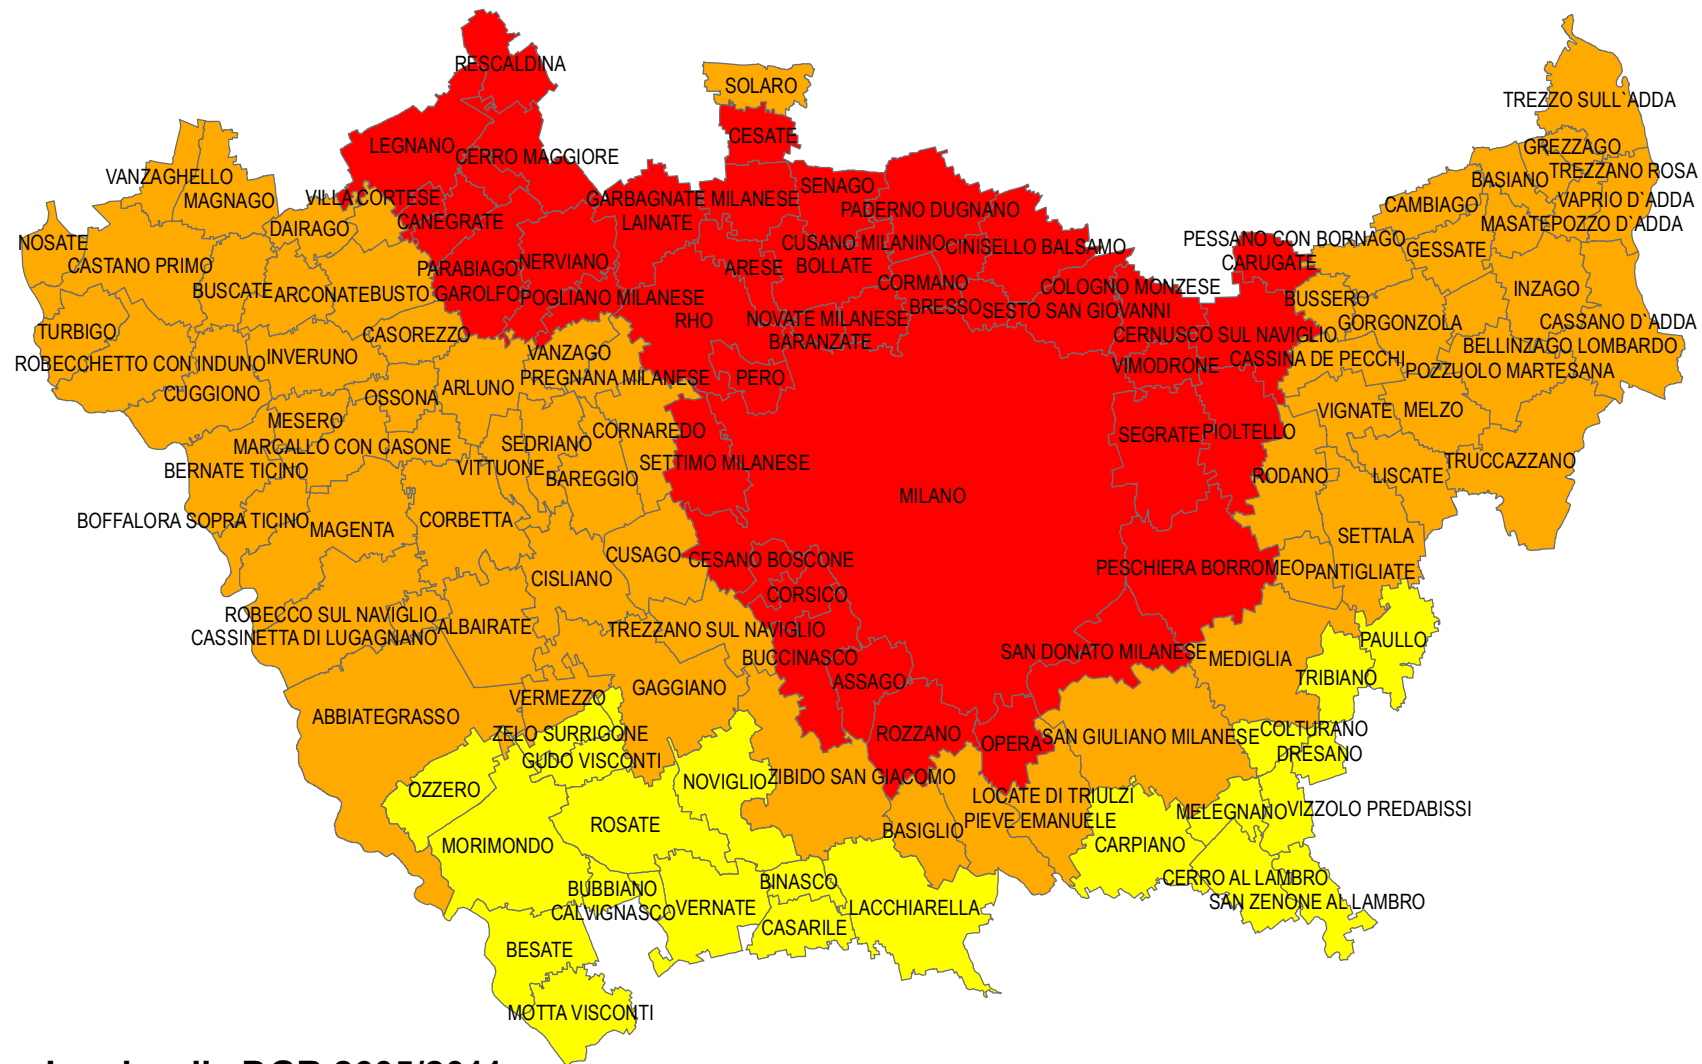 RESCALDINA
SOLARO
TREZZO SULL`ADDA
CESATE
LEGNANO
CERRO MAGGIORE
GREZZAGO
TREZZANO ROSA
BASIANO
VANZAGHELLO
MAGNAGO
VILLA CORTESE
GARBAGNATE MILANESE
SENAGO
CAMBIAGO
VAPRIO D`ADDA
CANEGRATE
LAINATE
PADERNO DUGNANO
MASATE
POZZO D`ADDA
DAIRAGO
NOSATE
CUSANO MILANINO
CINISELLO BALSAMO
PESSANO CON BORNAGO
GESSATE
CASTANO PRIMO
PARABIAGO
NERVIANO
ARESE
BOLLATE
CARUGATE
BUSCATE
ARCONATE
BUSTO GAROLFO
POGLIANO MILANESE
CORMANO
COLOGNO MONZESE
BUSSERO
INZAGO
RHO
BRESSO
SESTO SAN GIOVANNI
TURBIGO
CASOREZZO
NOVATE MILANESE
BARANZATE
CERNUSCO SUL NAVIGLIO
GORGONZOLA
CASSANO D`ADDA
ROBECCHETTO CON INDUNO
INVERUNO
VANZAGO
VIMODRONE
CASSINA DE PECCHI
BELLINZAGO LOMBARDO
POZZUOLO MARTESANA
CUGGIONO
OSSONA
ARLUNO
PREGNANA MILANESE
PERO
MESERO
VIGNATE
MELZO
MARCALLO CON CASONE
SEDRIANO
CORNAREDO
SEGRATE
PIOLTELLO
BERNATE TICINO
VITTUONE
BAREGGIO
SETTIMO MILANESE
RODANO
LISCATE
TRUCCAZZANO
MILANO
BOFFALORA SOPRA TICINO
MAGENTA
CORBETTA
SETTALA
CUSAGO
CESANO BOSCONE
PESCHIERA BORROMEO
PANTIGLIATE
CISLIANO
CORSICO
ROBECCO SUL NAVIGLIO
CASSINETTA DI LUGAGNANO
ALBAIRATE
TREZZANO SUL NAVIGLIO
PAULLO
BUCCINASCO
SAN DONATO MILANESE
MEDIGLIA
TRIBIANO
ASSAGO
VERMEZZO
GAGGIANO
ABBIATEGRASSO
ZELO SURRIGONE
ROZZANO
OPERA
SAN GIULIANO MILANESE
COLTURANO
GUDO VISCONTI
DRESANO
OZZERO
NOVIGLIO
ZIBIDO SAN GIACOMO
LOCATE DI TRIULZI
MELEGNANO
VIZZOLO PREDABISSI
ROSATE
BASIGLIO
PIEVE EMANUELE
MORIMONDO
CARPIANO
BUBBIANO
BINASCO
CERRO AL LAMBRO
CALVIGNASCO
VERNATE
LACCHIARELLA
SAN ZENONE AL LAMBRO
CASARILE
BESATE
MOTTA VISCONTI